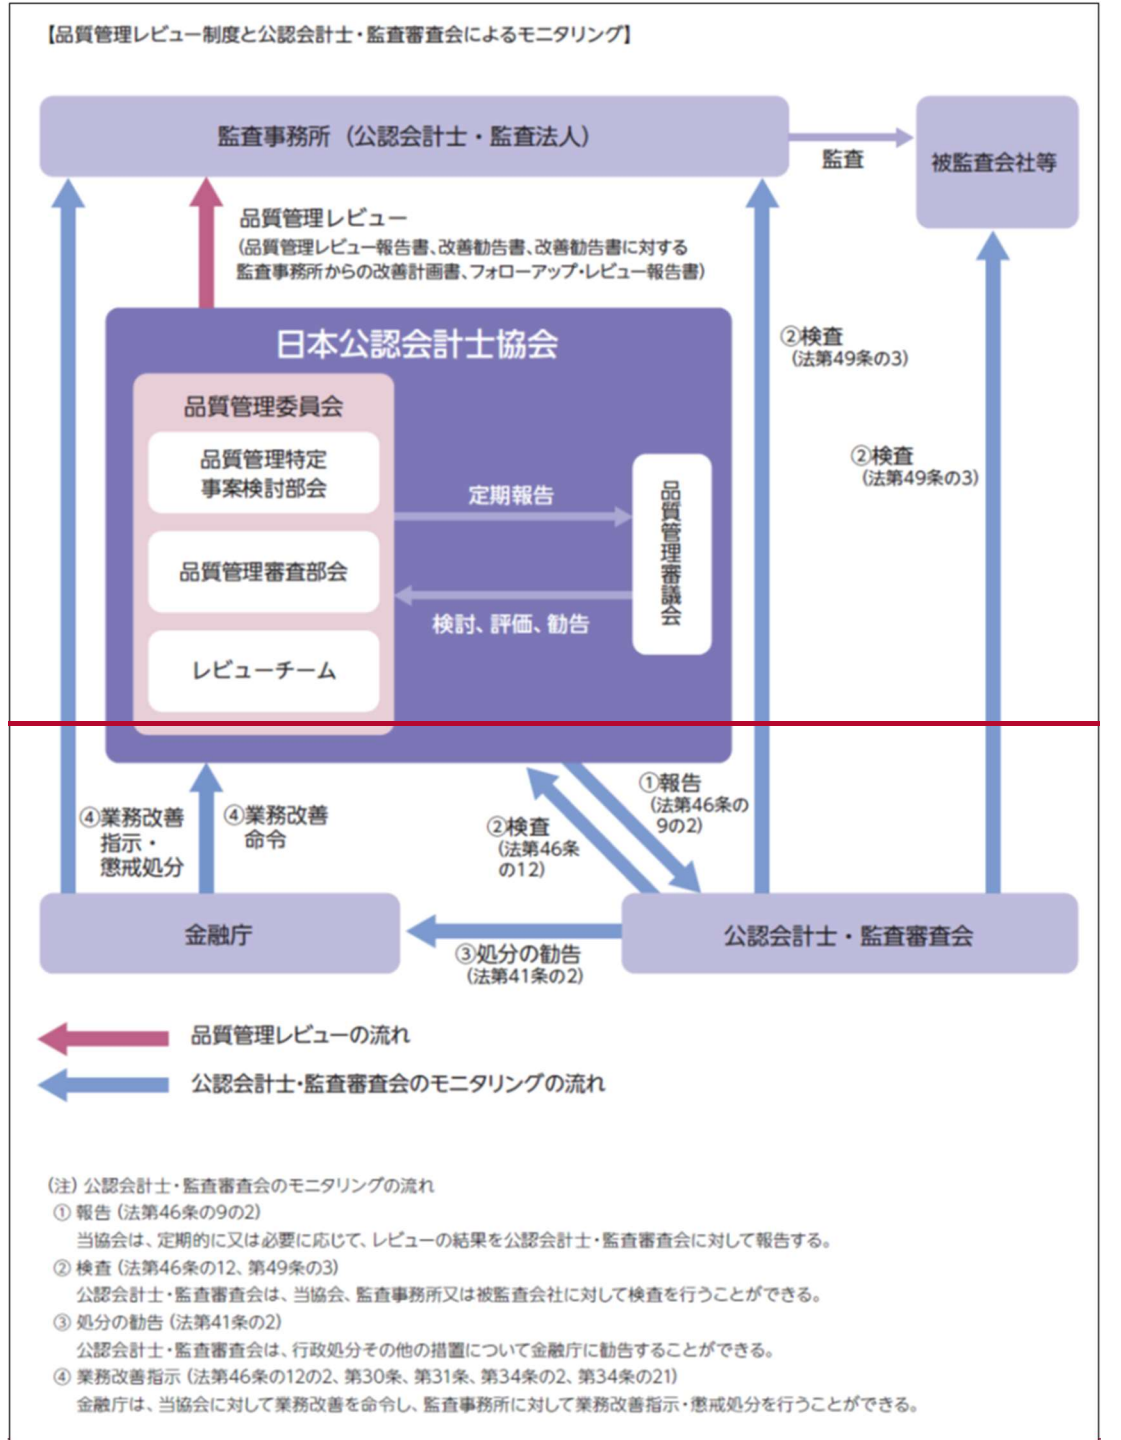 【品質管理レビュー制度と公認会計士・監査審査会によるモニタリング】
監査事務所（公認会計士・監査法人）
監査
被監査会社等
品質管理レビュー
（品質管理レビュー報告書、改善勧告書、改善勧告書に対する
監査事務所からの改善計画書、フォローアップ・レビュー報告書）
日本公認会計士協会
品質管理委員会
品質管理特定
事案検討部会
品質管理審査部会
レビューチーム
定期報告
検討、評価、勧告
品質管理審議会
②検査
（法第49条の3）
②検査
（法第49条の3）
④業務改善
指示・
懲戒処分
④業務改善
命令
②検査
（法第46条
の12）
①報告
（法第46条の
9の2）
金融庁
③処分の勧告
（法第41条の2）
公認会計士・監査審査会
品質管理レビューの流れ
公認会計士・監査審査会のモニタリングの流れ
（注）公認会計士・監査審査会のモニタリングの流れ
① 報告（法第46条の9の2）
当協会は、定期的に又は必要に応じて、レビューの結果を公認会計士・監査審査会に対して報告する。
② 検査（法第46条の12、第49条の3）
公認会計士・監査審査会は、当協会、監査事務所又は被監査会社に対して検査を行うことができる。
③ 処分の勧告（法第41条の2）
公認会計士・監査審査会は、行政処分その他の措置について金融庁に勧告することができる。
④ 業務改善指示（法第46条の12の2、第30条、第31条、第34条の2、第34条の21）
金融庁は、当協会に対して業務改善を命令し、監査事務所に対して業務改善指示・懲戒処分を行うことができる。